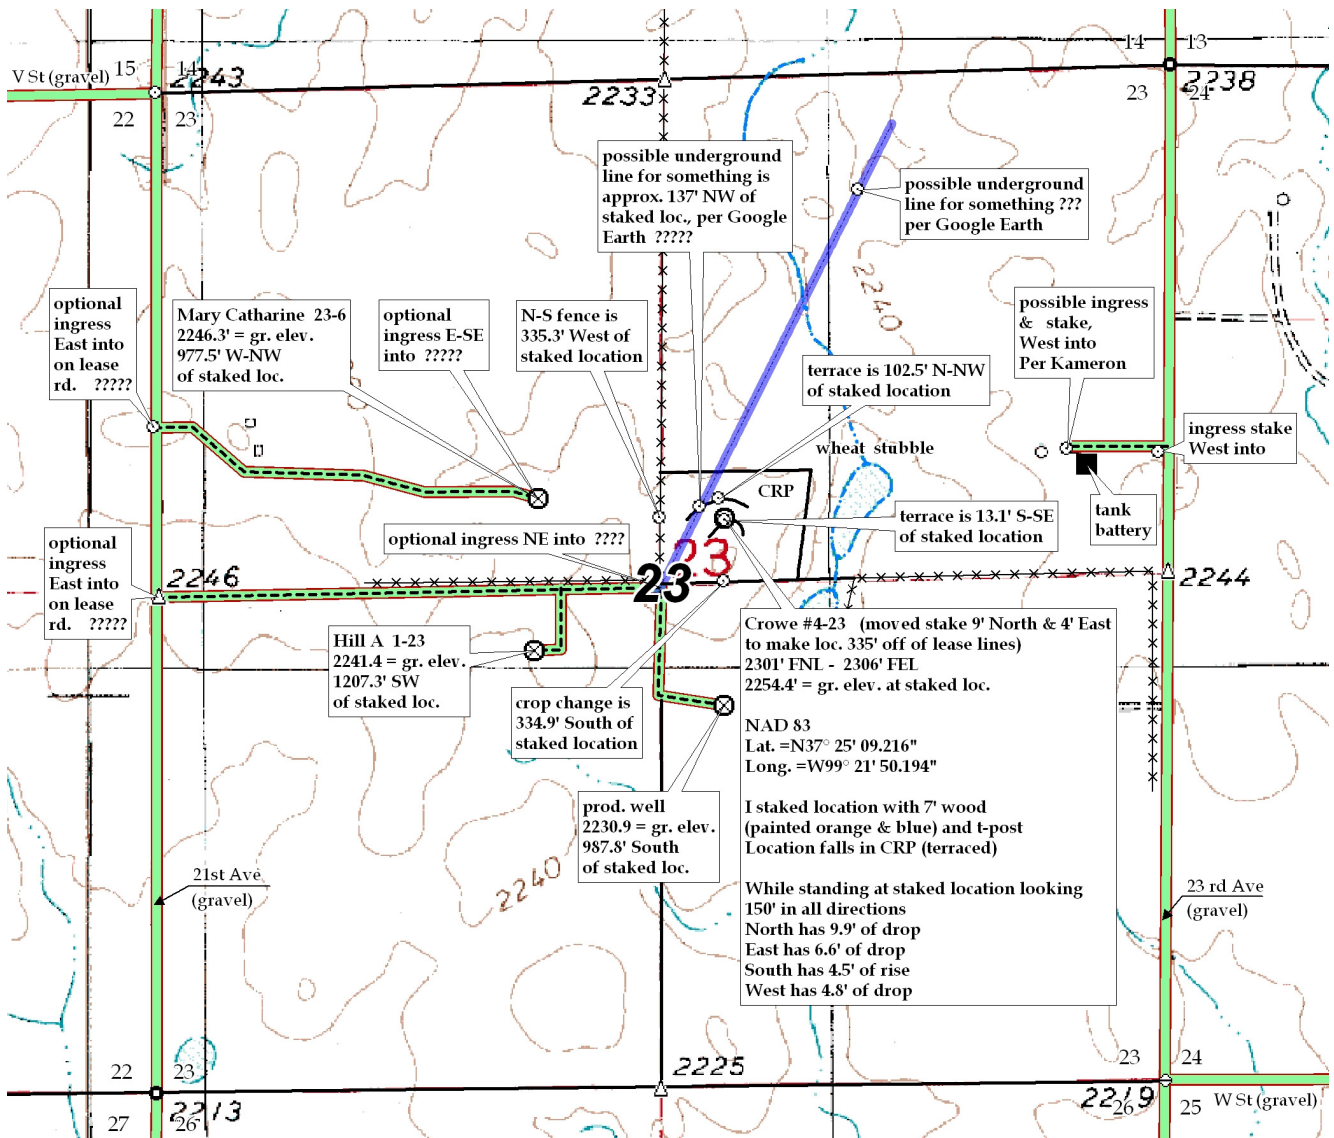 14
13
V St (gravel)
15
14
2243
2233
2238
23
24
22
23
possible underground
line for something is
approx. 137' NW of
staked loc., per Google
Earth ?????
possible underground
line for something ???
per Google Earth
2240
optional
ingress
East into
on lease
rd. ?????
Mary Catharine 23-6
2246.3' = gr. elev.
977.5' W-NW
of staked loc.
optional
ingress E-SE
into ?????
N-S fence is
335.3' West of
staked location
possible ingress
& stake,
West into
Per Kameron
terrace is 102.5' N-NW
of staked location
ingress stake
West into
wheat stubble
CRP
tank
battery
terrace is 13.1' S-SE
of staked location
optional ingress NE into ????
optional
ingress
East into
on lease
rd. ?????
23
23
2246
2244
Hill A 1-23
2241.4 = gr. elev.
1207.3' SW
of staked loc.
crop change is
334.9' South of
staked location
Crowe #4-23 (moved stake 9' North & 4' East
to make loc. 335' off of lease lines)
2301' FNL - 2306' FEL
2254.4' = gr. elev. at staked loc.
NAD 83
Lat. =N37° 25' 09.216"
Long. =W99° 21' 50.194"
I staked location with 7' wood
(painted orange & blue) and t-post
Location falls in CRP (terraced)
While standing at staked location looking
150' in all directions
North has 9.9' of drop
East has 6.6' of drop
South has 4.5' of rise
West has 4.8' of drop
prod. well
2230.9 = gr. elev.
987.8' South
of staked loc.
2240
21st Ave
(gravel)
23 rd Ave
(gravel)
22
23
2225
23
24
2213
27
26
2219
26
25
W St (gravel)